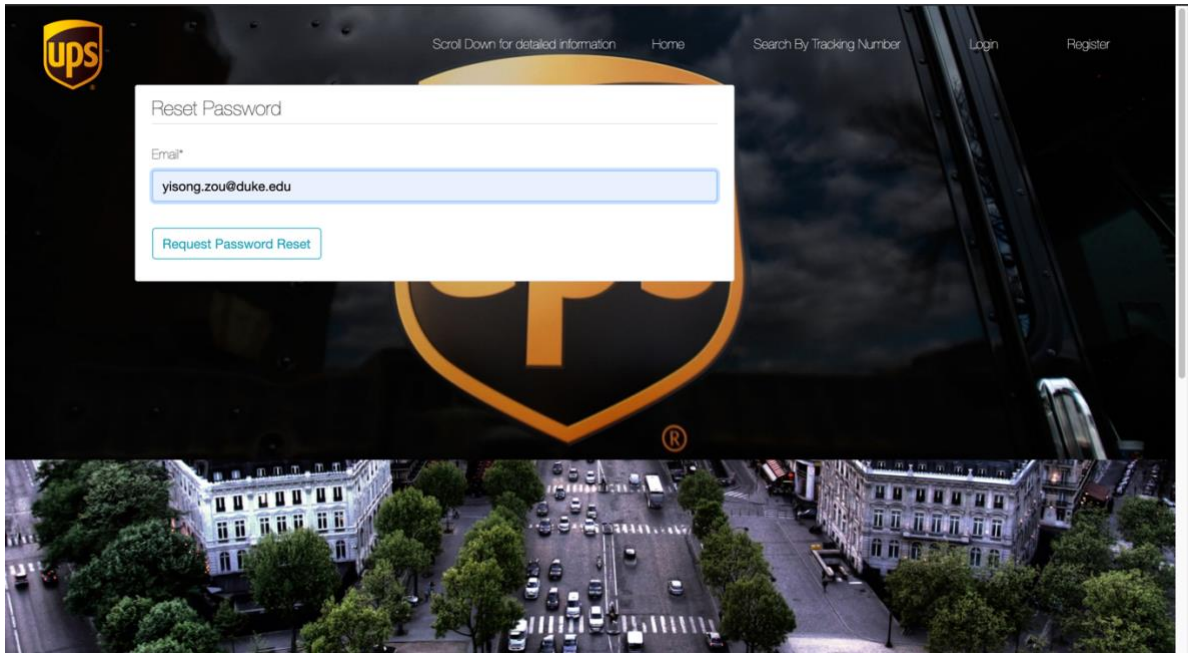 ups
Scroll Down for detailed information Home Search By Tracking Number Login Register
Reset Password
Email*
yisong.zou@duke.edu
Request Password Reset
ups
®